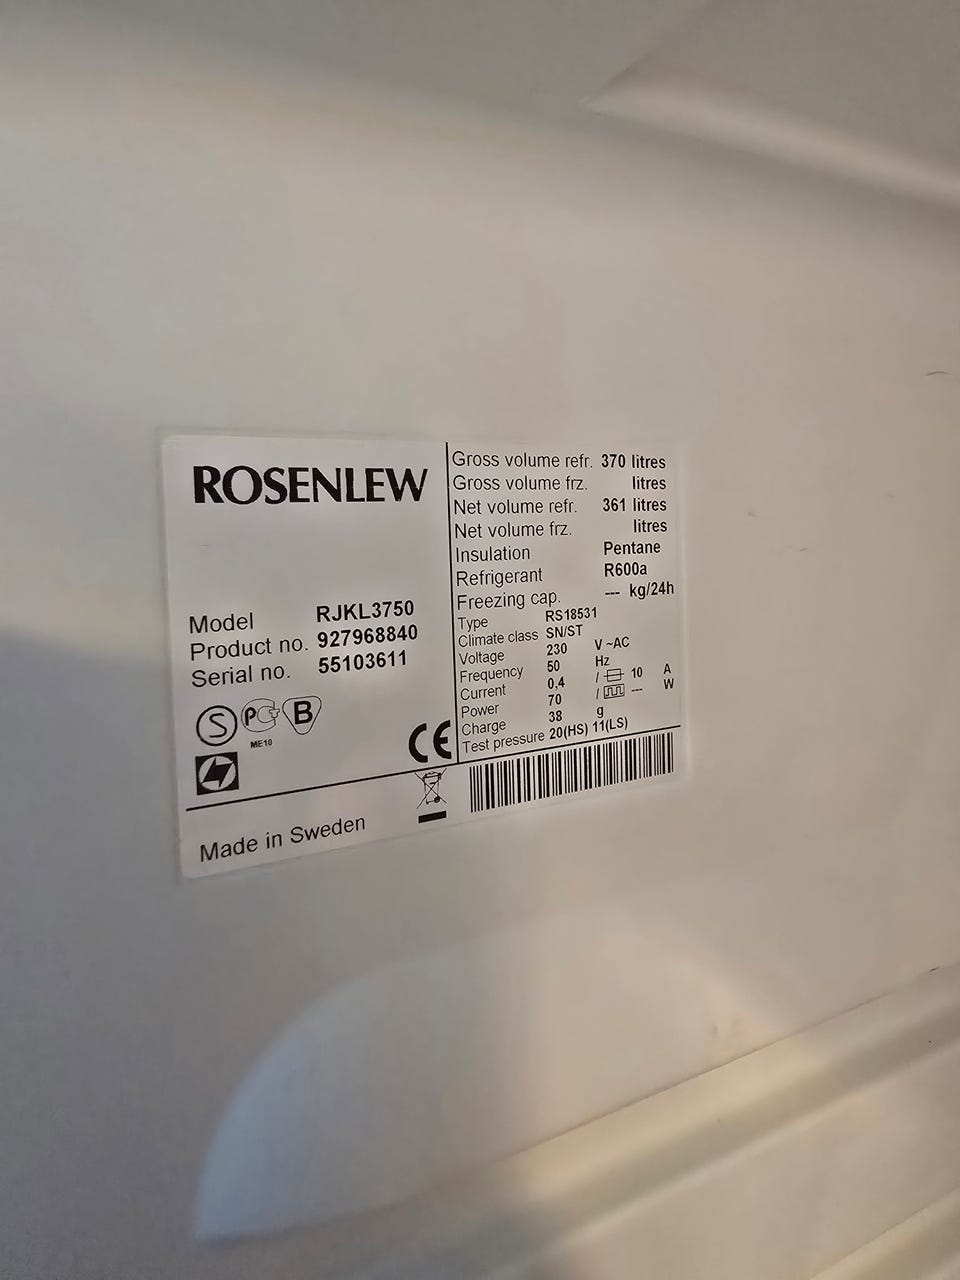 ROSENLEW
Model RJKL3750
Product no. 927968840
Serial no. 55103611
S PCT B
ME10
CE
Made in Sweden
Gross volume refr. 370 litres
Gross volume frz. litres
Net volume refr. 361 litres
Net volume frz. litres
Insulation Pentane
Refrigerant R600a
Freezing cap. --- kg/24h
Type RS18531
Climate class SN/ST
Voltage 230 V ~AC
Frequency 50 Hz
Current 0,4 / 10 A
Power 70 / --- W
Charge 38 g
Test pressure 20(HS) 11(LS)